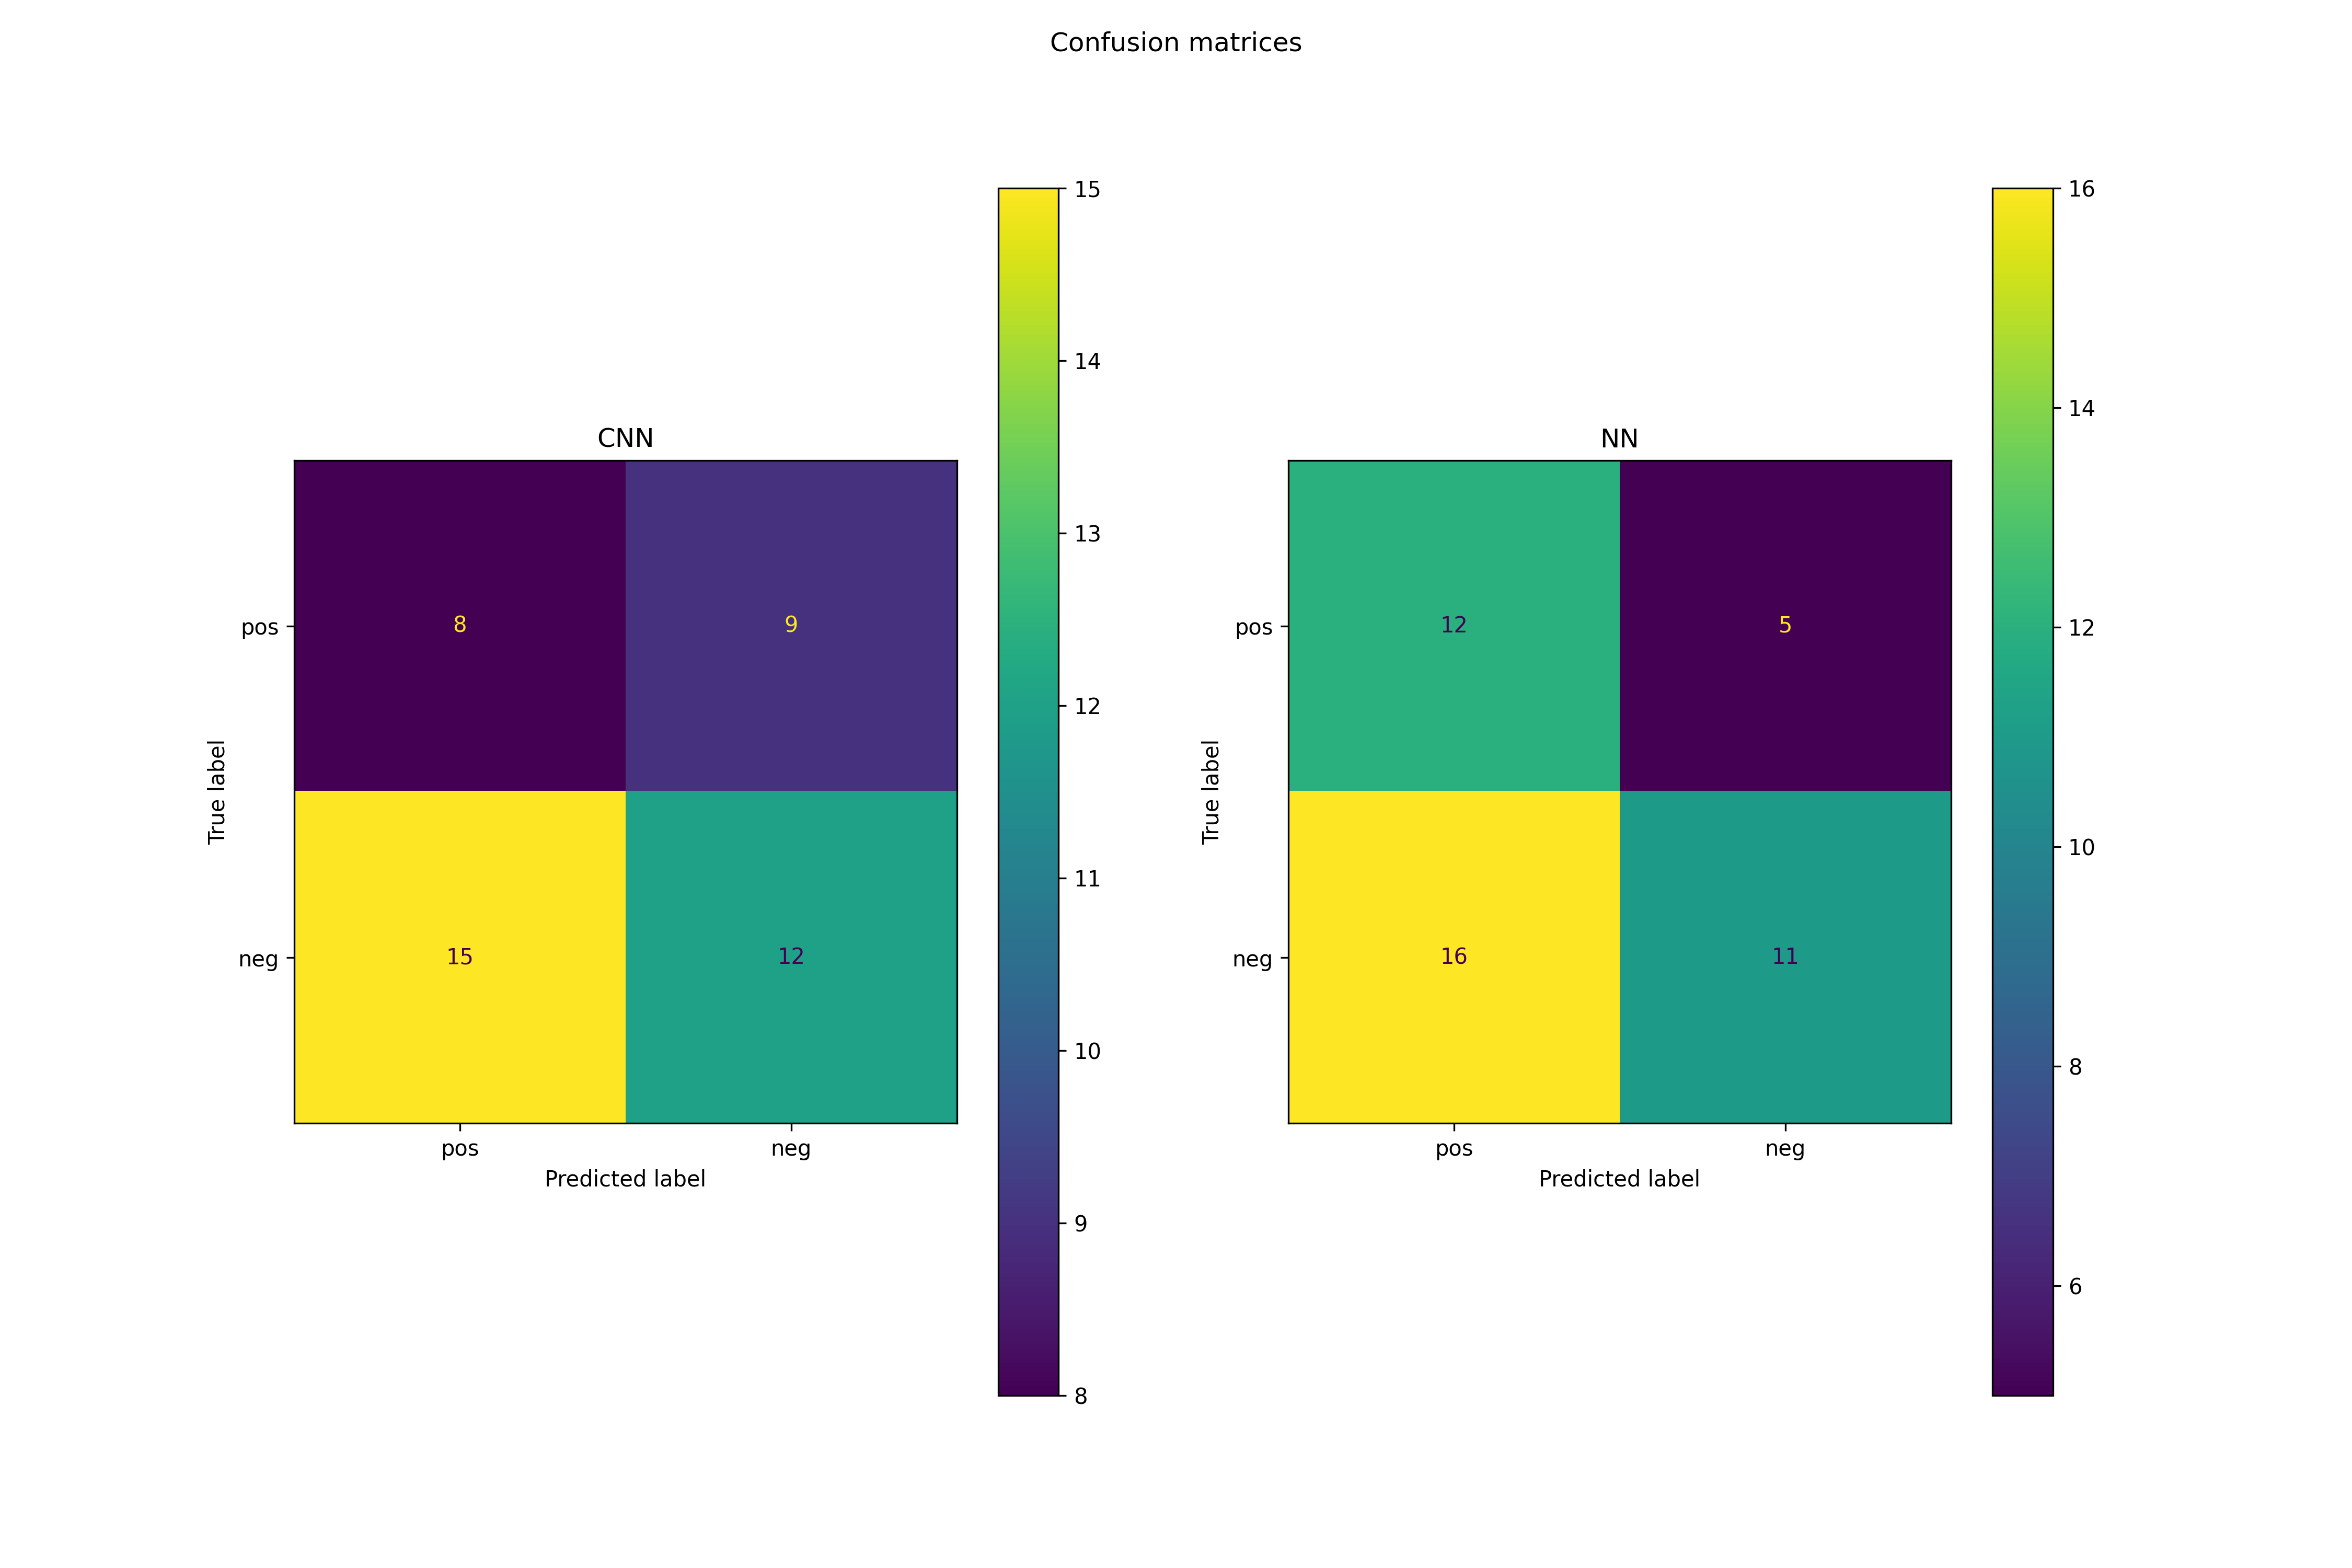 Confusion matrices
CNN
pos
neg
True label
8
9
15
12
pos
neg
Predicted label
15
14
13
12
11
10
9
8
NN
pos
neg
True label
12
5
16
11
pos
neg
Predicted label
16
14
12
10
8
6